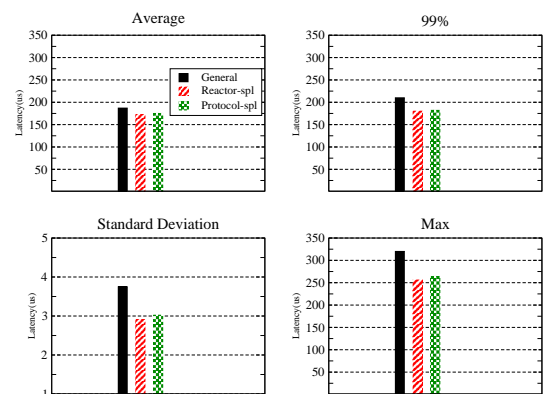 Average
350
300
250
200
150
100
50
Latency(us)
General
Reactor-spl
Protocol-spl
99%
350
300
250
200
150
100
50
Latency(us)
Standard Deviation
5
4
3
2
1
Latency(us)
Max
350
300
250
200
150
100
50
Latency(us)